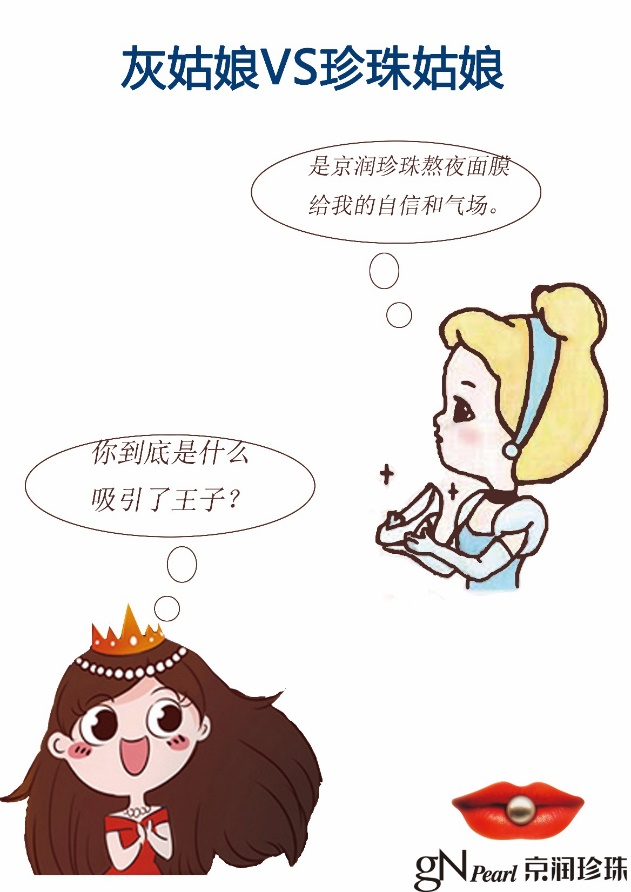 灰姑娘VS珍珠姑娘
是京润珍珠熬夜面膜
给我的自信和气场。
你到底是什么
吸引了王子？
gN Pearl 京润珍珠